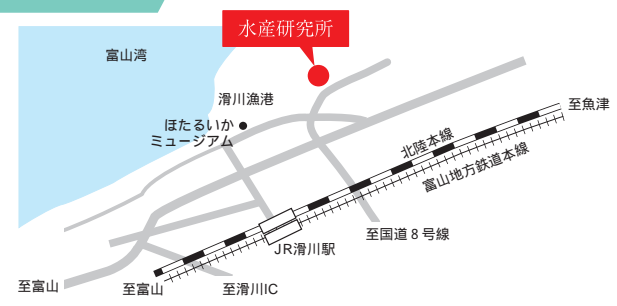 水産研究所
富山湾
滑川漁港
ほたるいか
ミュージアム
至魚津
北陸本線
富山地方鉄道本線
至国道8号線
JR滑川駅
至富山
至富山
至滑川IC